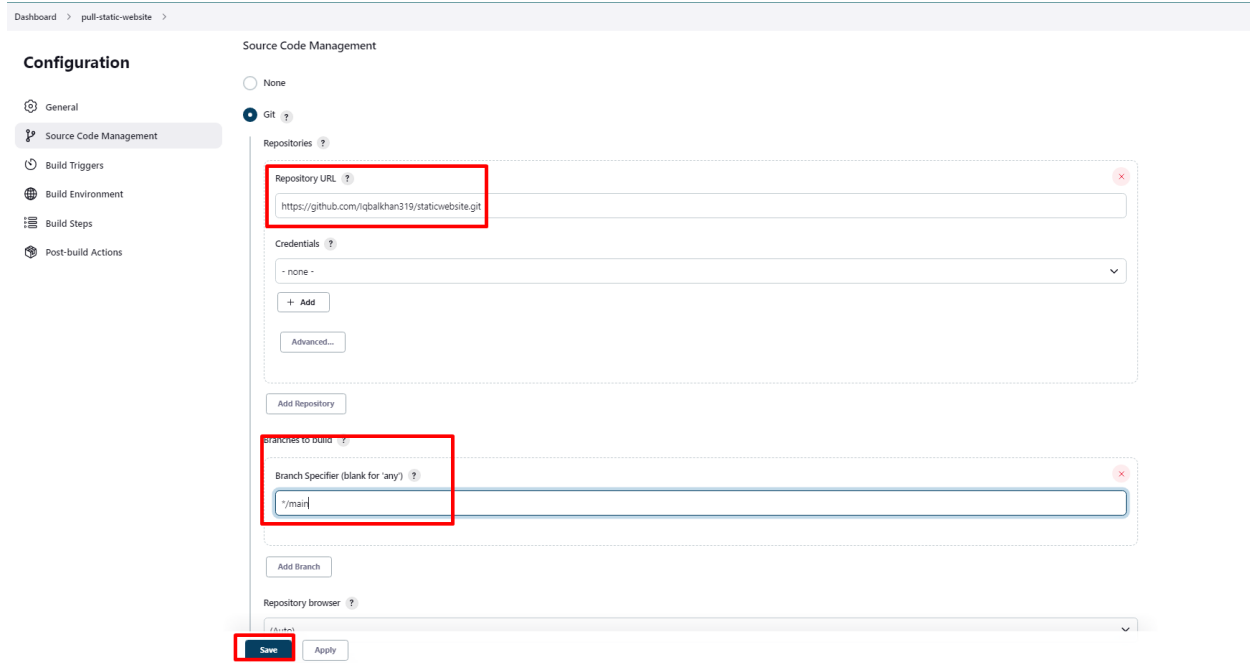 Dashboard > pull-static-website >
Configuration
General
Source Code Management
Build Triggers
Build Environment
Build Steps
Post-build Actions
Source Code Management
None
Git ?
Repositories ?
Repository URL ?
https://github.com/Iqbalkhan319/staticwebsite.git
Credentials ?
- none -
+ Add
Advanced...
Add Repository
Branches to build ?
Branch Specifier (blank for 'any') ?
*/main
Add Branch
Repository browser ?
(Auto)
Save Apply